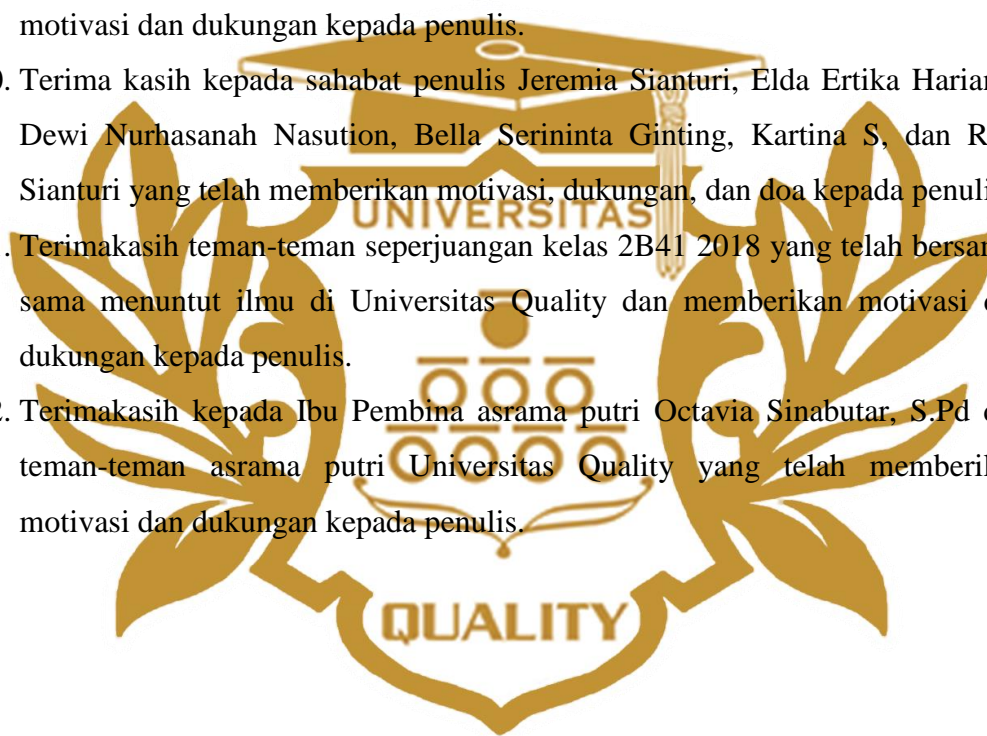 motivasi dan dukungan kepada penulis.
. Terima kasih kepada sahabat penulis Jeremia Sianturi, Elda Ertika Harian
Dewi Nurhasanah Nasution, Bella Serininta Ginting, Kartina S, dan R
Sianturi yang telah memberikan motivasi, dukungan, dan doa kepada penuli
UNIVERSITAS
. Terimakasih teman-teman seperjuangan kelas 2B41 2018 yang telah bersam
sama menuntut ilmu di Universitas Quality dan memberikan motivasi
dukungan kepada penulis.
2. Terimakasih kepada Ibu Pembina asrama putri Octavia Sinabutar, S.Pd
teman-teman asrama putri Universitas Quality yang telah memberik
motivasi dan dukungan kepada penulis.
QUALITY